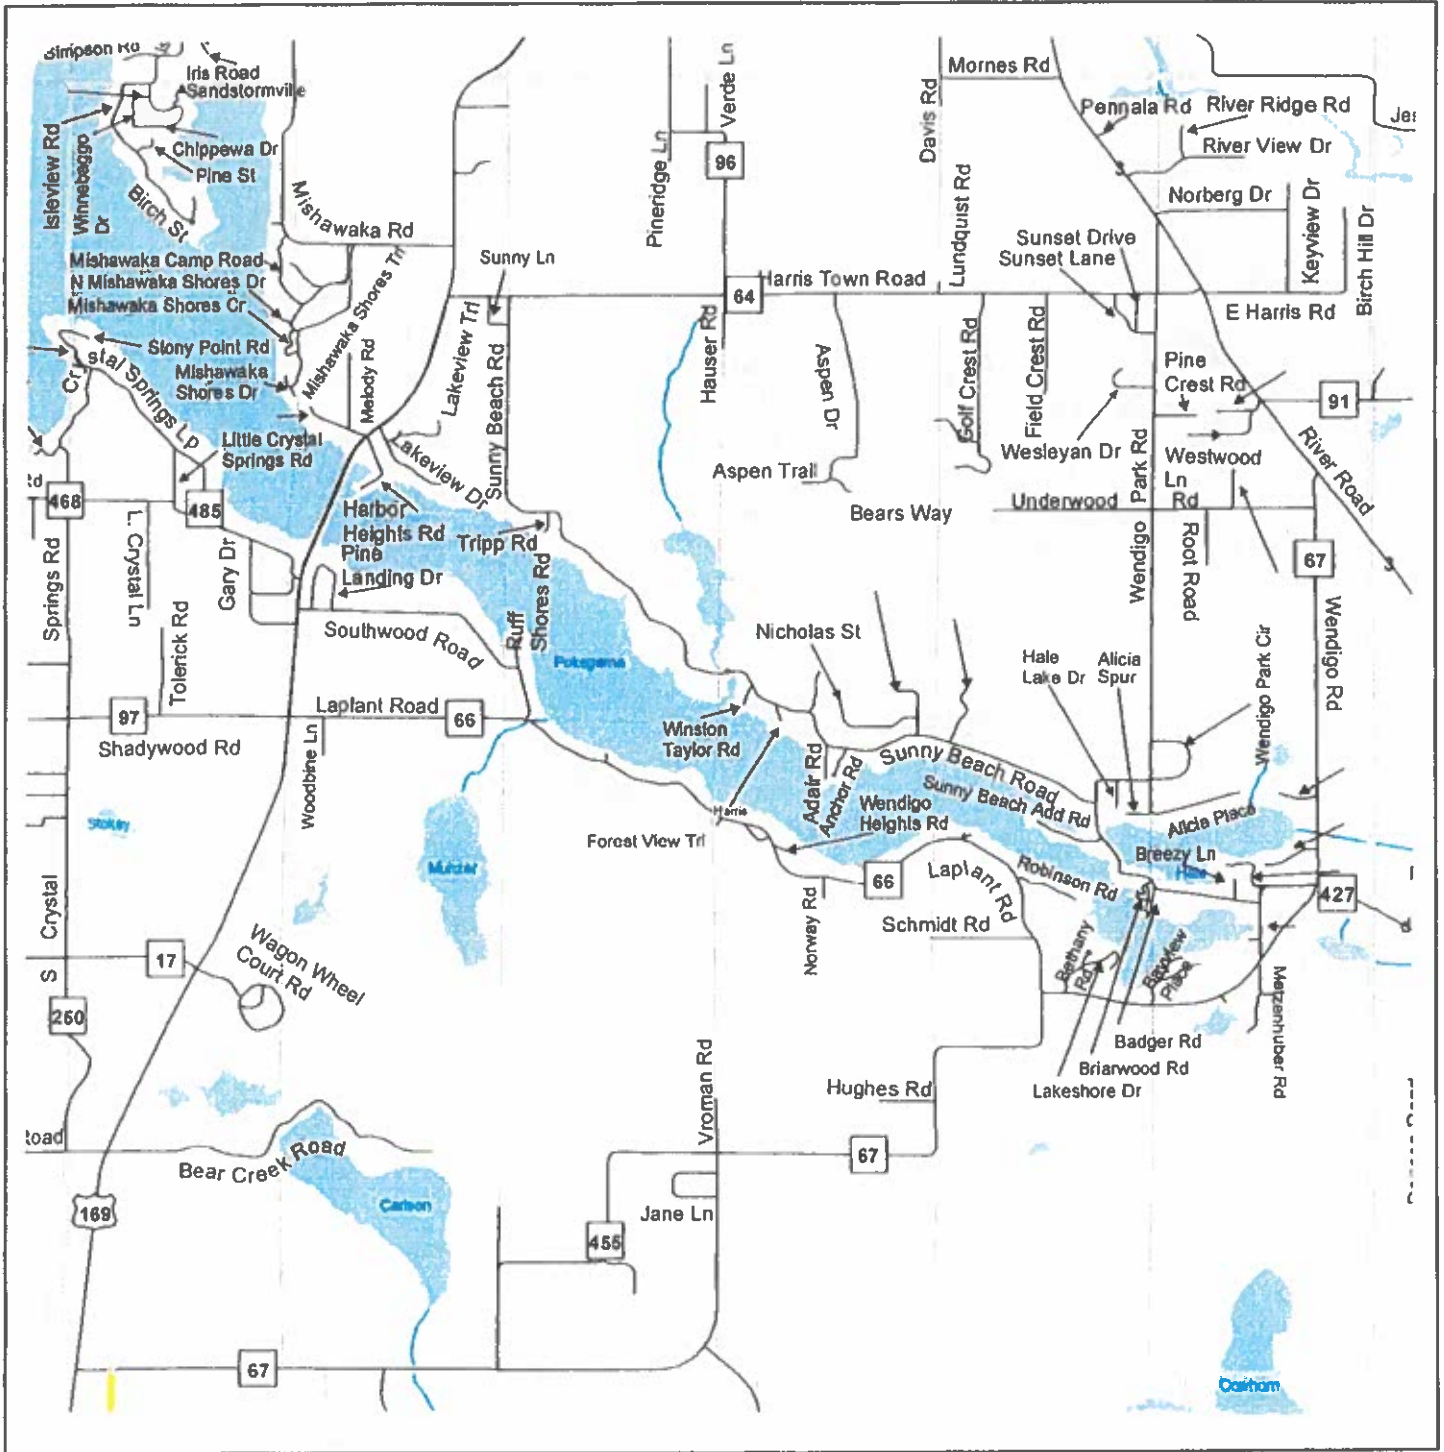 Simpson Rd
Iris Road
Sandstormville
Isleview Rd
Winnebaggo
Dr
Chippewa Dr
Pine St
Birch St
Mishawaka Rd
Mishawaka Camp Road
N Mishawaka Shores Dr
Mishawaka Shores Cr
Mishawaka Shores Trl
Stony Point Rd
Mishawaka
Shores Dr
Cr
stal Springs Lp
Little Crystal
Springs Rd
Melody Rd
Lakeview Trl
Lakeview Dr
Sunny Ln
Sunny Beach Rd
Harbor
Heights Rd
Pine
Landing Dr
Tripp Rd
Ruff
Shores Rd
Rd
468
485
Springs Rd
L. Crystal Ln
Gary Dr
Tolerick Rd
Southwood Road
97
Shadywood Rd
Laplant Road
66
Woodbine Ln
Pokegama
Pineridge Ln
Verde Ln
96
64
Harris Town Road
Hauser Rd
Aspen Dr
Aspen Trail
Bears Way
Davis Rd
Lundquist Rd
Mornes Rd
Pennala Rd
River Ridge Rd
River View Dr
3
Norberg Dr
Keyview Dr
Birch Hill Dr
Jes
Sunset Drive
Sunset Lane
E Harris Rd
Golf Crest Rd
Field Crest Rd
Pine
Crest Rd
91
Wesleyan Dr
Westwood
Ln
Underwood
Rd
River Road
Wendigo
Park Rd
Root Road
67
3
Wendigo Rd
Wendigo Park Cir
Nicholas St
Hale
Lake Dr
Alicia
Spur
Winston
Taylor Rd
Adair Rd
Anchor Rd
Sunny Beach Road
Sunny Beach Add Rd
Wendigo
Heights Rd
Harris
Forest View Trl
Alicia Place
Breezy Ln
Hale
Robinson Rd
66
Laplant Rd
Norway Rd
Schmidt Rd
427
Bethany
Rd
Bayview
Place
Metzenhuber Rd
Badger Rd
Briarwood Rd
Lakeshore Dr
Munzer
S
Crystal
17
Wagon Wheel
Court Rd
250
Road
Bear Creek Road
Carlson
169
Vroman Rd
Hughes Rd
67
Jane Ln
455
67